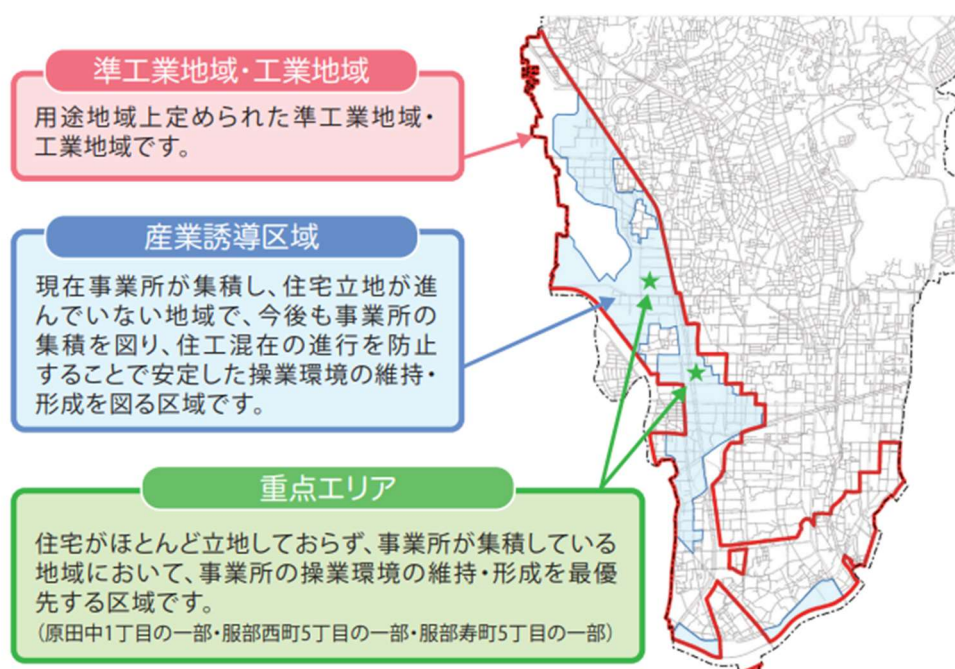 準工業地域・工業地域
用途地域上定められた準工業地域・
工業地域です。
産業誘導区域
現在事業所が集積し、住宅立地が進
んでいない地域で、今後も事業所の
集積を図り、住工混在の進行を防止
することで安定した操業環境の維持・
形成を図る区域です。
重点エリア
住宅がほとんど立地しておらず、事業所が集積している
地域において、事業所の操業環境の維持・形成を最優
先する区域です。
（原田中1丁目の一部・服部西町5丁目の一部・服部寿町5丁目の一部）